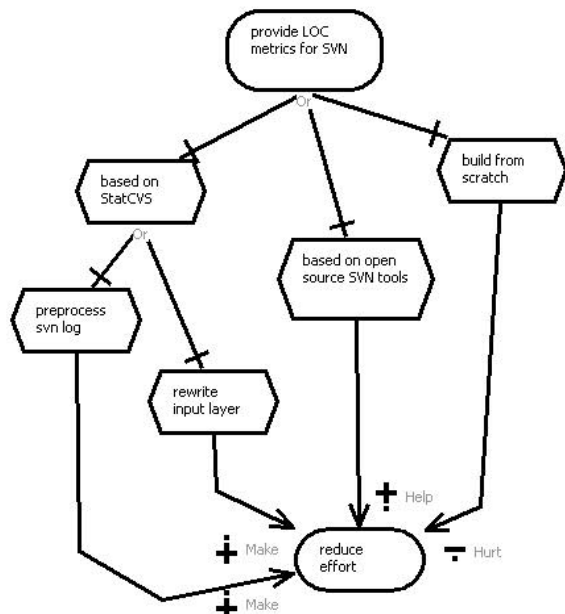 provide LOC
metrics for SVN
Or
based on
StatCVS
build from
scratch
Or
based on open
source SVN tools
preprocess
svn log
rewrite
input layer
Help
Make
reduce
effort
Hurt
Make